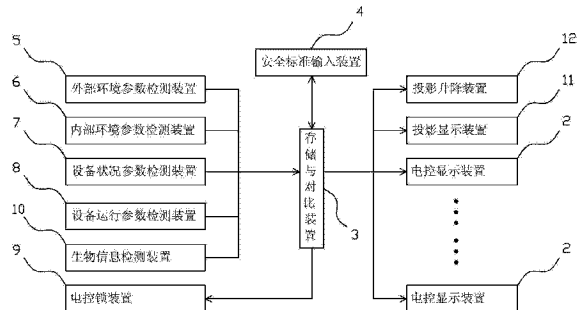 4
安全标准输入装置
5
外部环境参数检测装置
6
内部环境参数检测装置
7
设备状况参数检测装置
8
设备运行参数检测装置
10
生物信息检测装置
9
电控锁装置
存储与对比装置
3
12
投影升降装置
11
投影显示装置
2
电控显示装置
2
电控显示装置